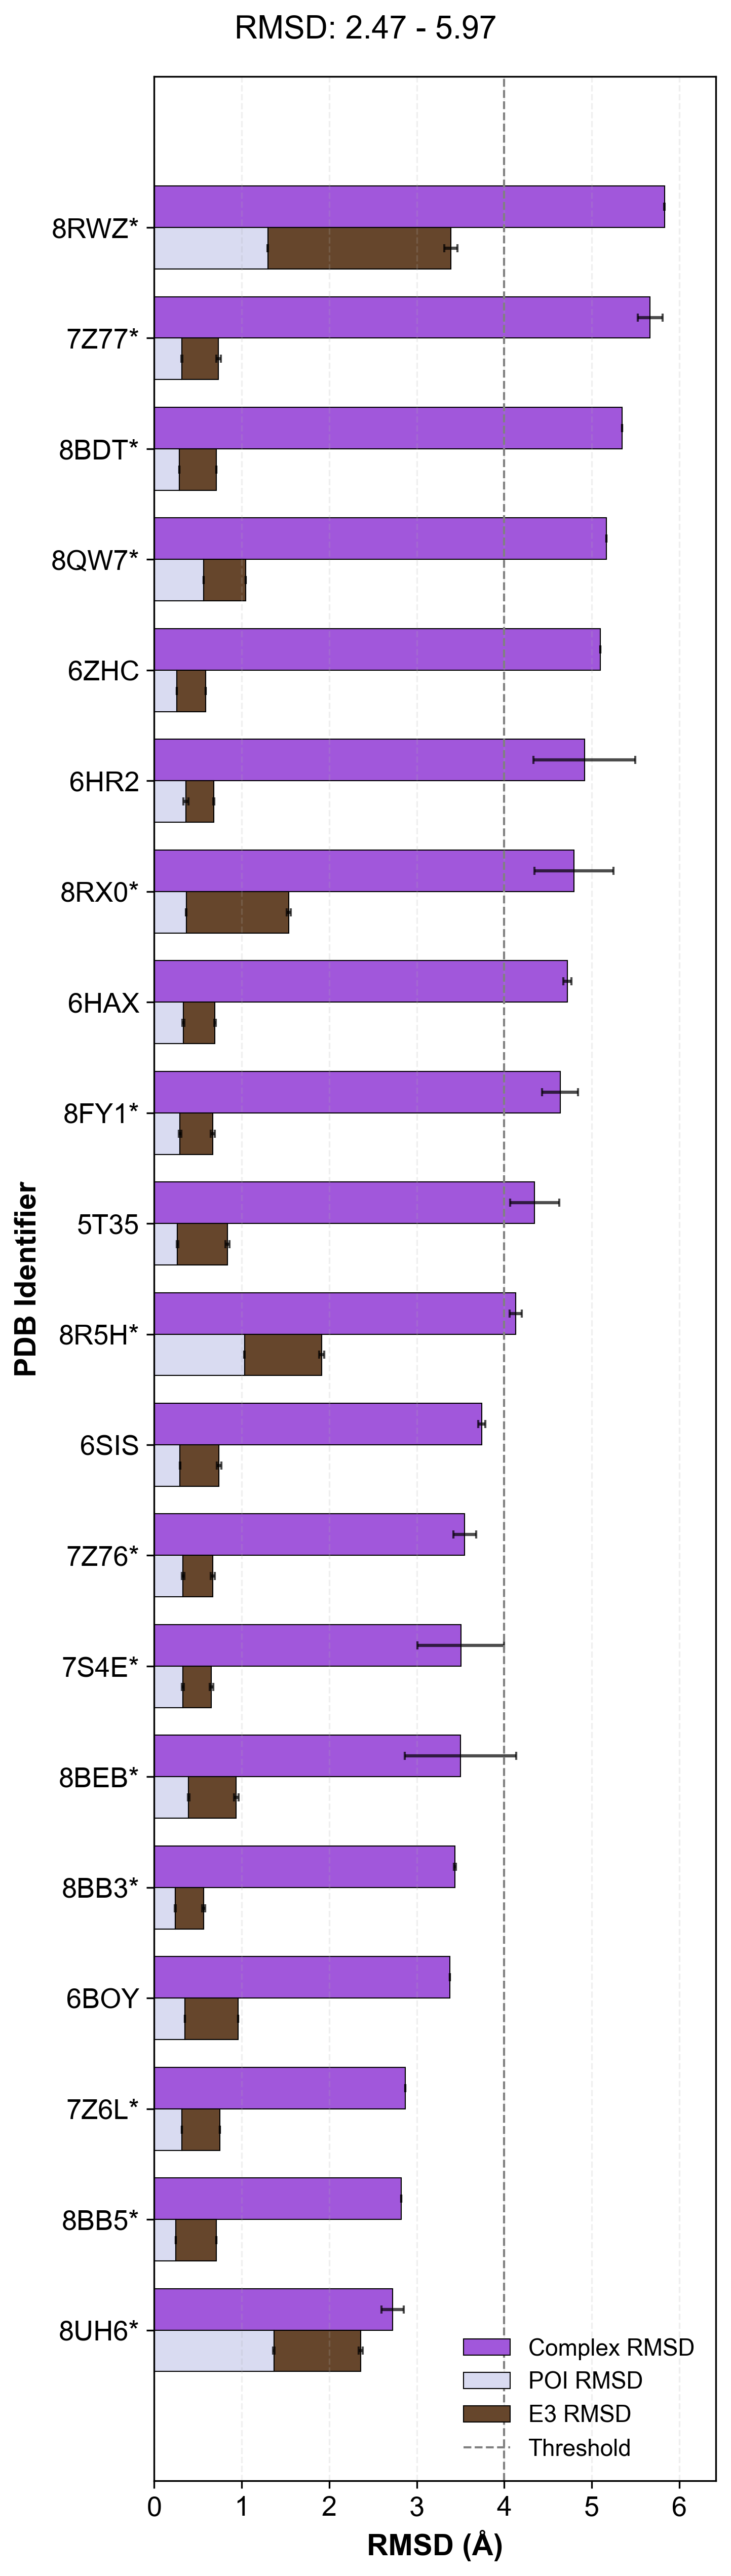 RMSD: 2.47 - 5.97
PDB Identifier
8RWZ*
7Z77*
8BDT*
8QW7*
6ZHC
6HR2
8RX0*
6HAX
8FY1*
5T35
8R5H*
6SIS
7Z76*
7S4E*
8BEB*
8BB3*
6BOY
7Z6L*
8BB5*
8UH6*
Complex RMSD
POI RMSD
E3 RMSD
Threshold
0 1 2 3 4 5 6
RMSD (Å)